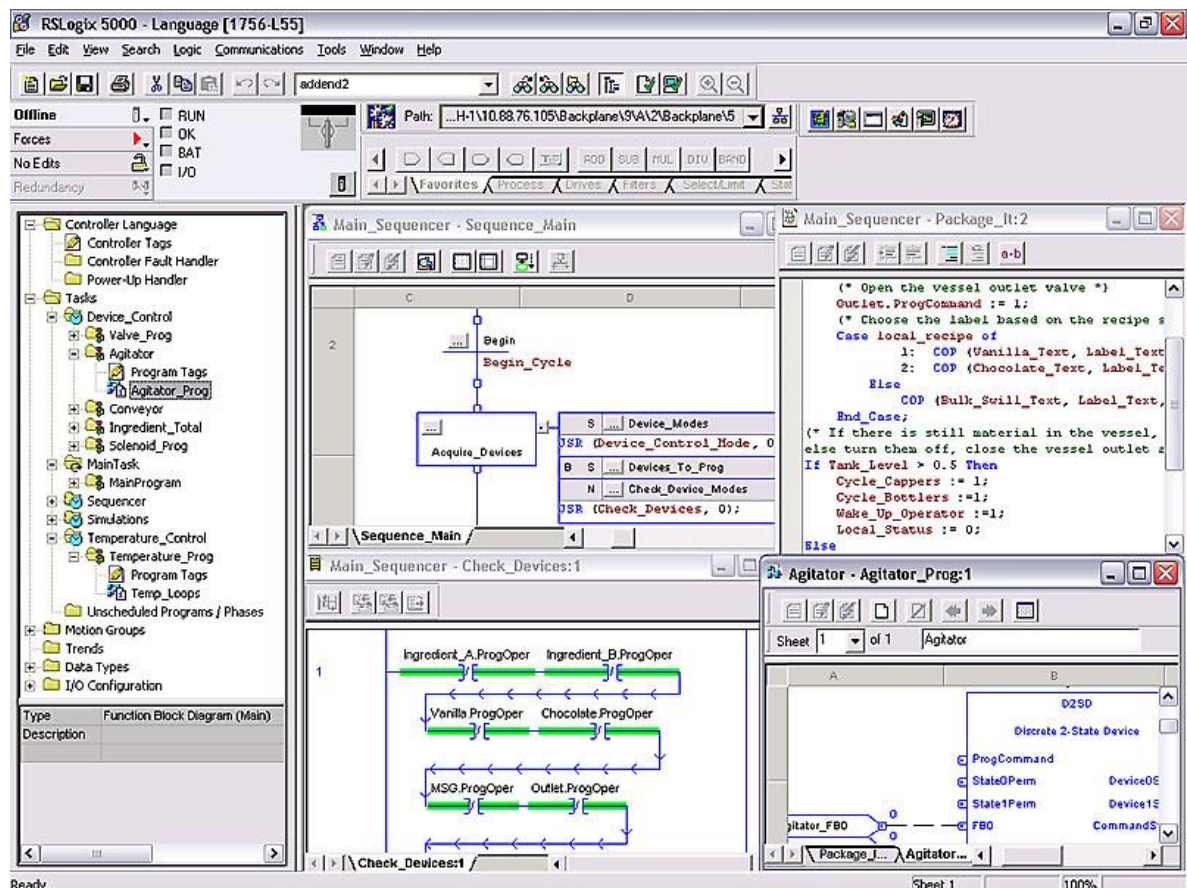 RSLogix 5000 - Language [1756-L55]
File Edit View Search Logic Communications Tools Window Help
addend2
Offline
RUN
Path: ...H-1\10.88.76.105\Backplane\9\A\2\Backplane\5
Forces
OK
No Edits
BAT
Redundancy
I/O
ADD SUB MUL DIV BAND
Favorites Process Drives Filters Select/Limit Stat
Controller Language
Controller Tags
Controller Fault Handler
Power-Up Handler
Tasks
Device_Control
Valve_Prog
Agitator
Program Tags
Agitator_Prog
Conveyor
Ingredient_Total
Solenoid_Prog
MainTask
MainProgram
Sequencer
Simulations
Temperature_Control
Temperature_Prog
Program Tags
Temp_Loops
Unscheduled Programs / Phases
Motion Groups
Trends
Data Types
I/O Configuration
Type Function Block Diagram (Main)
Description
Main_Sequencer - Sequence_Main
C D
2
Begin
Begin_Cycle
Acquire_Devices
S ... Device_Modes
JSR (Device_Control_Mode, 0
B S ... Devices_To_Prog
N ... Check_Device_Modes
JSR (Check_Devices, 0);
Sequence_Main
Main_Sequencer - Package_It:2
a-b
(* Open the vessel outlet valve *)
Outlet.ProgCommand := 1;
(* Choose the label based on the recipe s
Case local_recipe of
1: COP (Vanilla_Text, Label_Text
2: COP (Chocolate_Text, Label_Te
Else
COP (Bulk_Swill_Text, Label_Text,
End_Case;
(* If there is still material in the vessel,
else turn them off, close the vessel outlet a
If Tank_Level > 0.5 Then
Cycle_Cappers := 1;
Cycle_Bottlers :=1;
Wake_Up_Operator :=1;
Local_Status := 0;
Else
Main_Sequencer - Check_Devices:1
1
Ingredient_A.ProgOper Ingredient_B.ProgOper
Vanilla.ProgOper Chocolate.ProgOper
MSG.ProgOper Outlet.ProgOper
Check_Devices:1
Agitator - Agitator_Prog:1
Sheet 1 of 1 Agitator
A B
D2SD
Discrete 2-State Device
ProgCommand
State0Perm Device0S
State1Perm Device1S
gitator_FB0 0 FB0 CommandS
0
Package_I... Agitator...
Ready
Sheet 1 100%